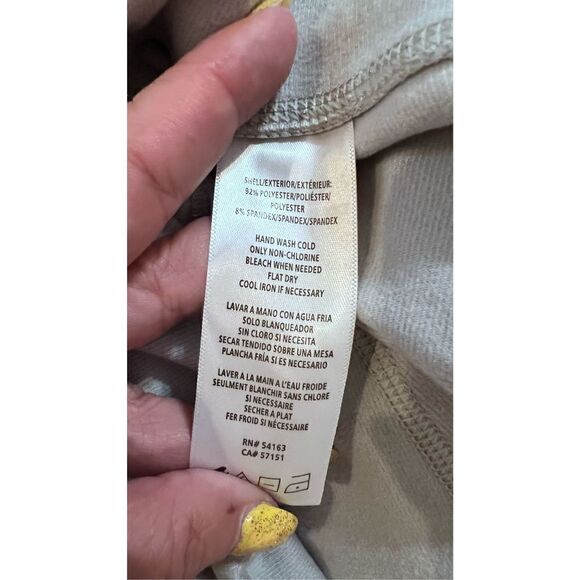 SHELL/EXTERIOR/EXTÉRIEUR:
92% POLYESTER/POLIÉSTER/
POLYESTER
8% SPANDEX/SPANDEX/SPANDEX
HAND WASH COLD
ONLY NON-CHLORINE
BLEACH WHEN NEEDED
FLAT DRY
COOL IRON IF NECESSARY
LAVAR A MANO CON AGUA FRIA
SOLO BLANQUEADOR
SIN CLORO SI NECESITA
SECAR TENDIDO SOBRE UNA MESA
PLANCHA FRÍA SI ES NECESARIO
LAVER A LA MAIN A L'EAU FROIDE
SEULMENT BLANCHIR SANS CHLORE
SI NECESSAIRE
SECHER A PLAT
FER FROID SI NÉCESSAIRE
RN# 54163
CA# 57151